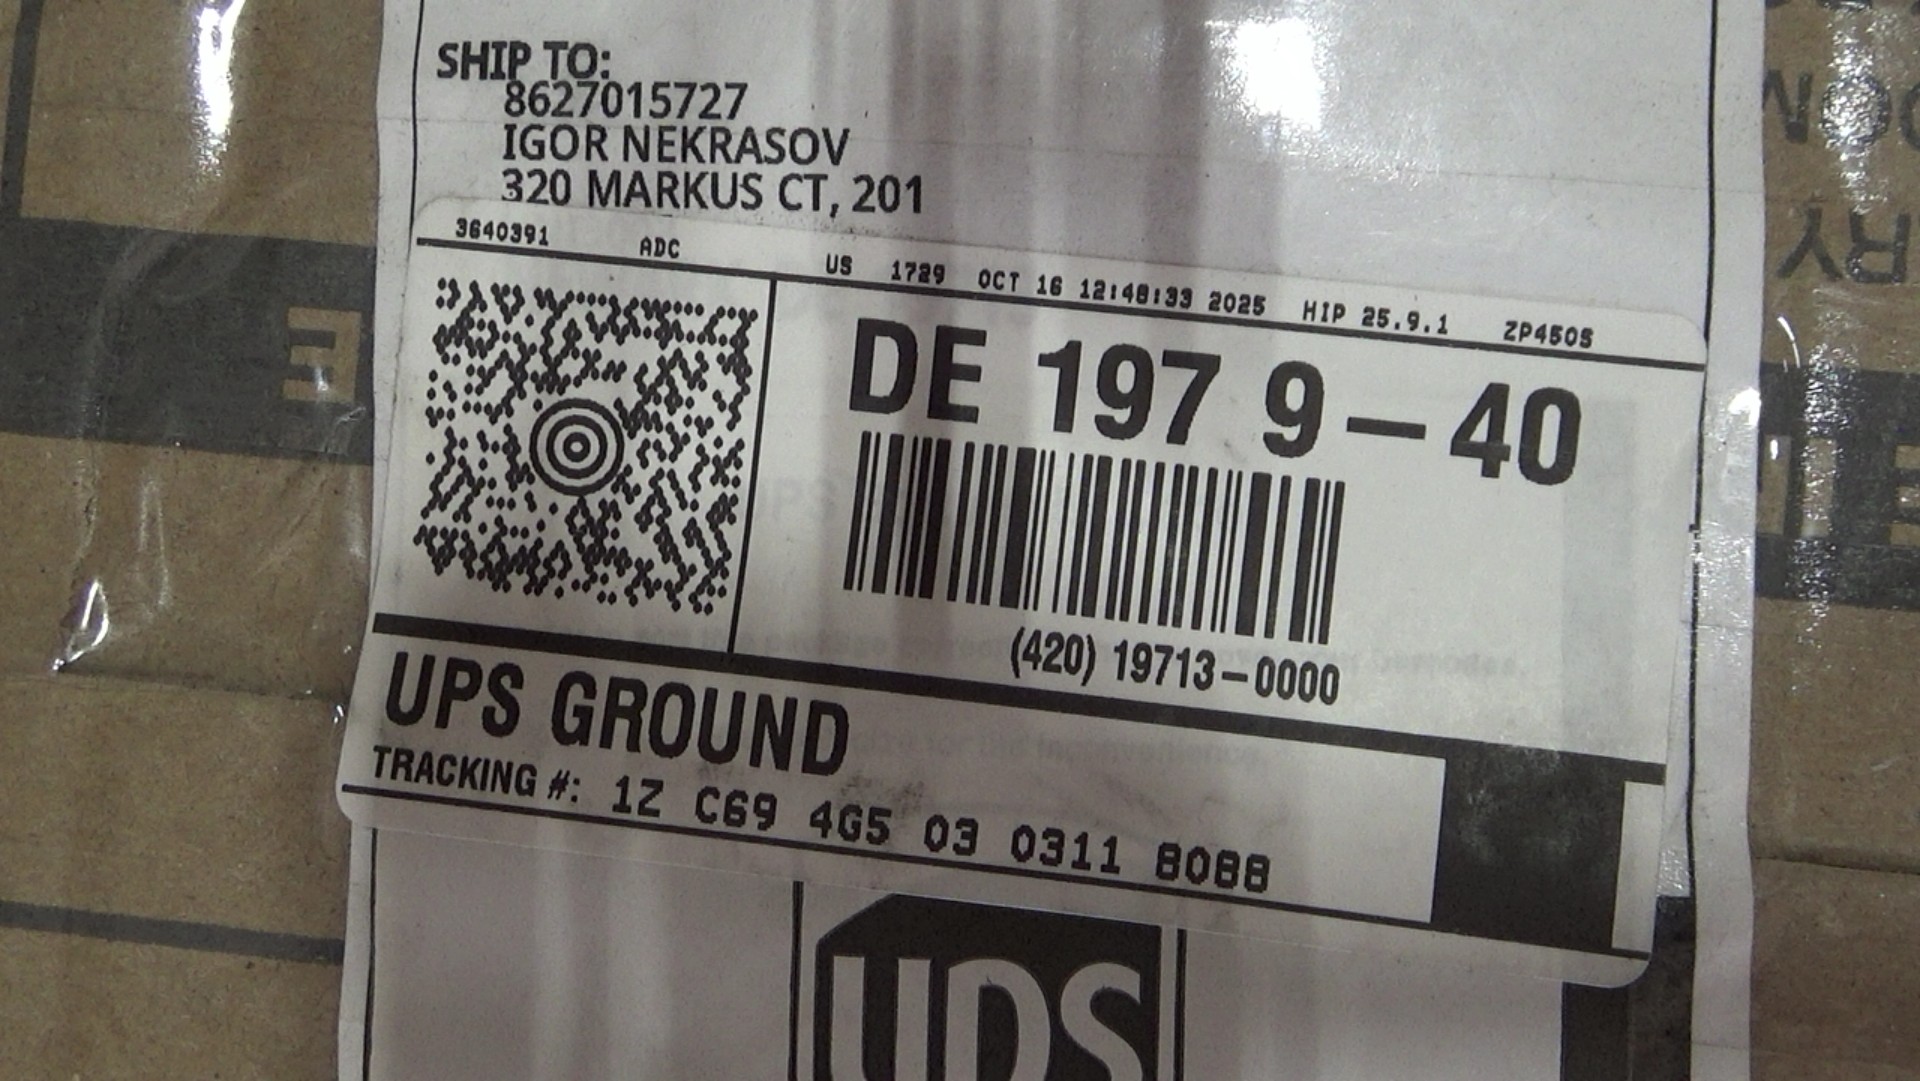 SHIP TO:
8627015727
IGOR NEKRASOV
320 MARKUS CT, 201
3640391 ADC US 1729 OCT 16 12:48:33 2025 HIP 25.9.1 ZP450S
DE 197 9-40
(420) 19713-0000
UPS GROUND
TRACKING #: 1Z C69 4G5 03 0311 8088
UPS